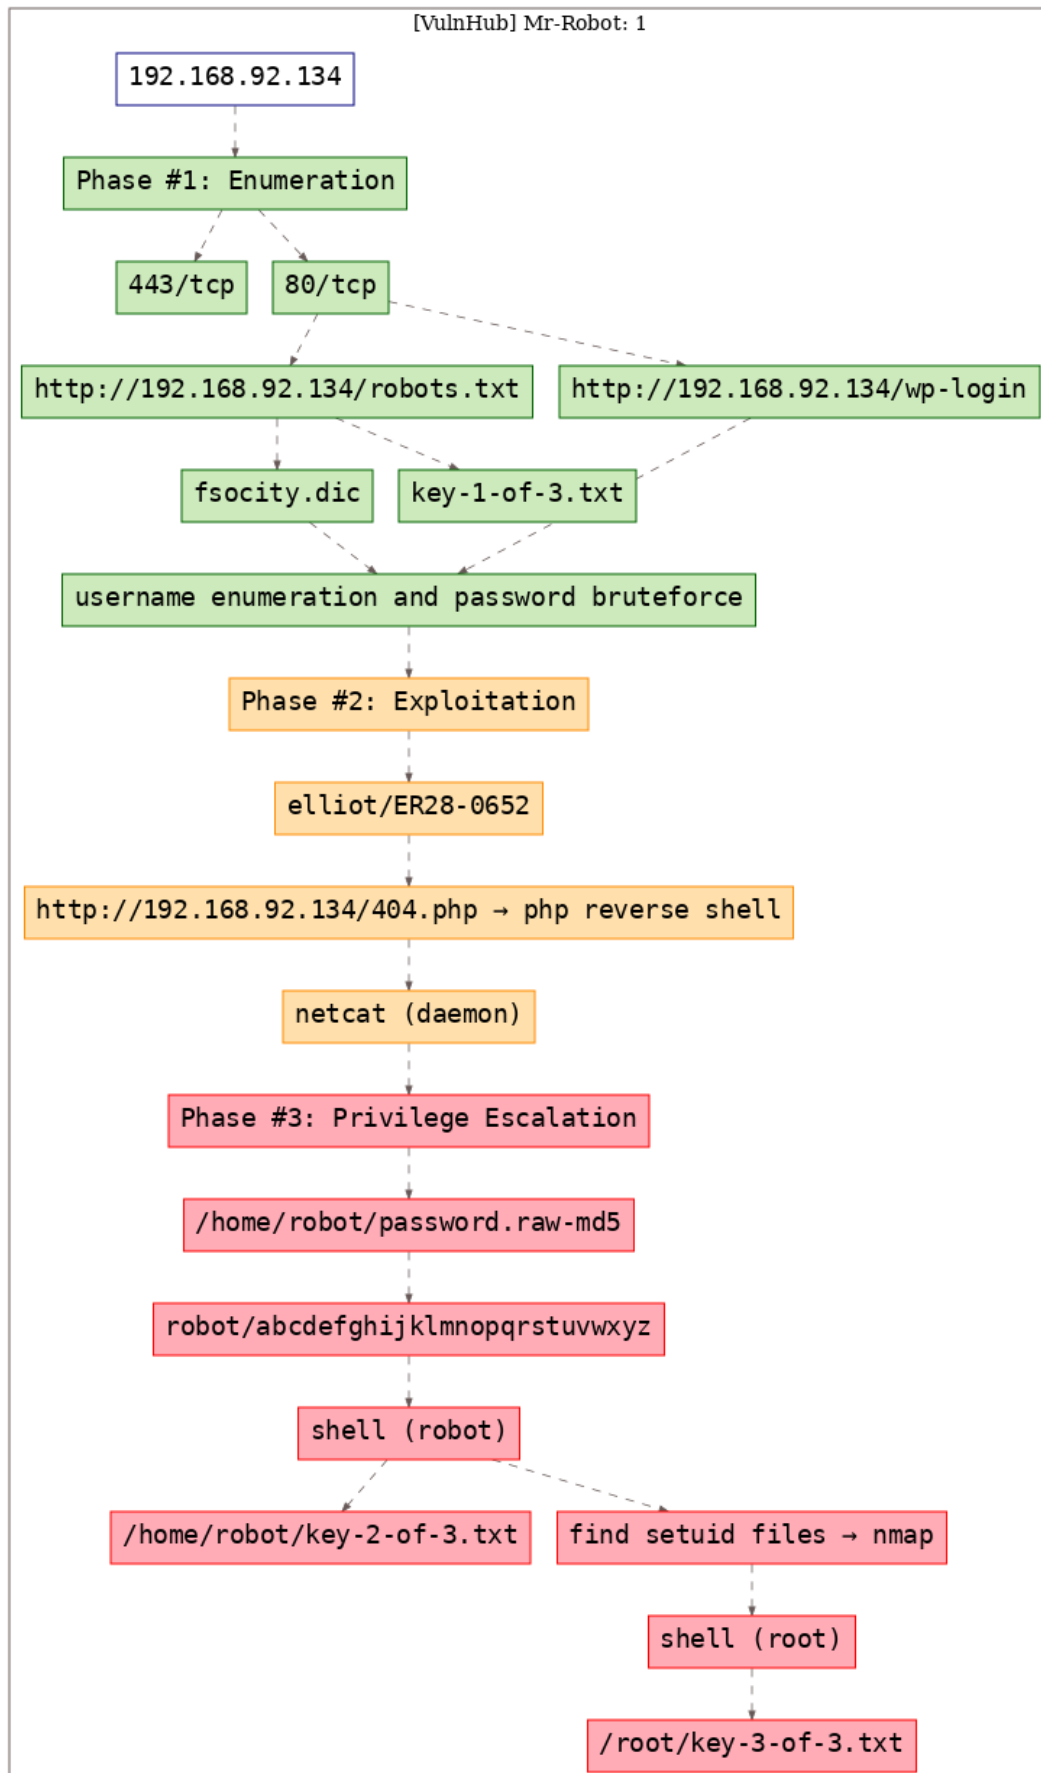 [VulnHub] Mr-Robot: 1
192.168.92.134
Phase #1: Enumeration
443/tcp
80/tcp
http://192.168.92.134/robots.txt
http://192.168.92.134/wp-login
fsocity.dic
key-1-of-3.txt
username enumeration and password bruteforce
Phase #2: Exploitation
elliot/ER28-0652
http://192.168.92.134/404.php → php reverse shell
netcat (daemon)
Phase #3: Privilege Escalation
/home/robot/password.raw-md5
robot/abcdefghijklmnopqrstuvwxyz
shell (robot)
/home/robot/key-2-of-3.txt
find setuid files → nmap
shell (root)
/root/key-3-of-3.txt